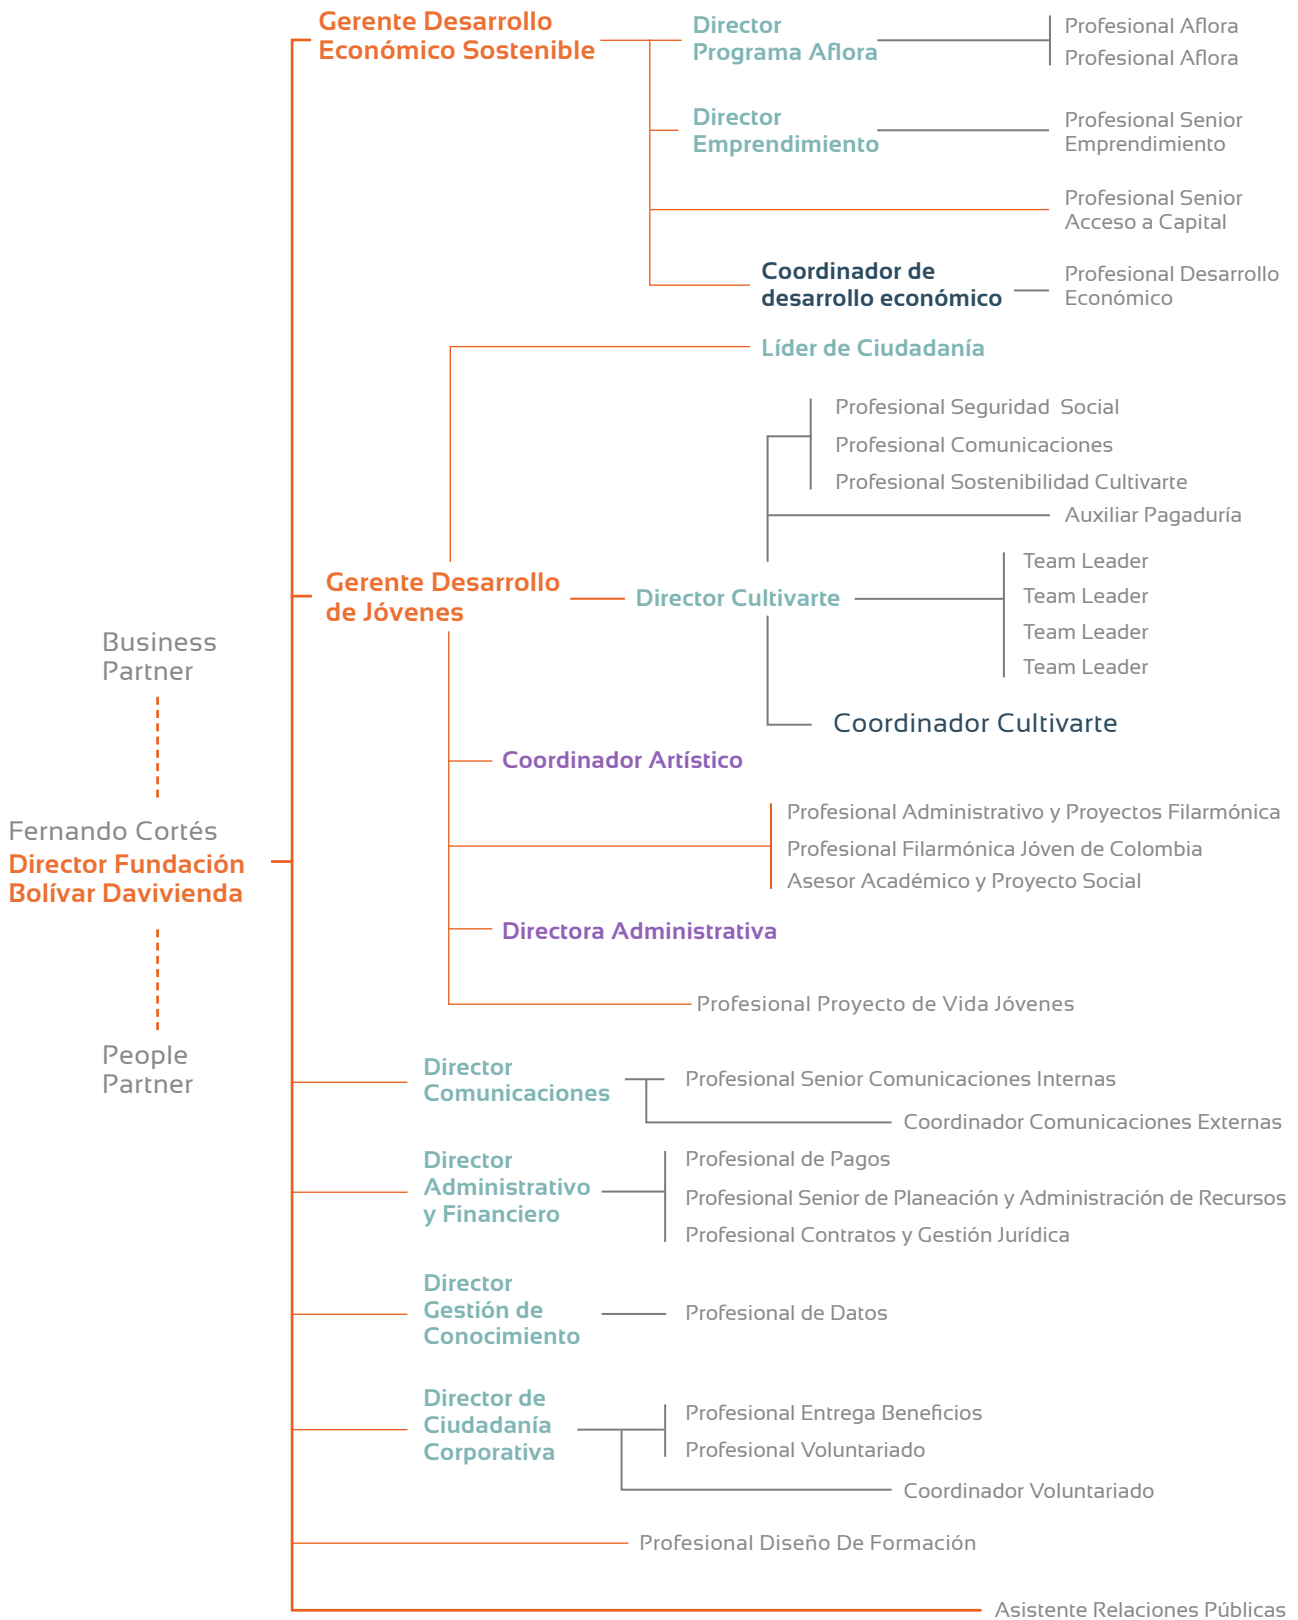 Gerente Desarrollo
Económico Sostenible
Director
Programa Aflora
Profesional Aflora
Profesional Aflora
Director
Emprendimiento
Profesional Senior
Emprendimiento
Profesional Senior
Acceso a Capital
Coordinador de
desarrollo económico
Profesional Desarrollo
Económico
Líder de Ciudadanía
Profesional Seguridad Social
Profesional Comunicaciones
Profesional Sostenibilidad Cultivarte
Auxiliar Pagaduría
Gerente Desarrollo
de Jóvenes
Director Cultivarte
Team Leader
Team Leader
Team Leader
Team Leader
Coordinador Cultivarte
Business
Partner
Coordinador Artístico
Profesional Administrativo y Proyectos Filarmónica
Profesional Filarmónica Jóven de Colombia
Asesor Académico y Proyecto Social
Fernando Cortés
Director Fundación
Bolívar Davivienda
Directora Administrativa
Profesional Proyecto de Vida Jóvenes
People
Partner
Director
Comunicaciones
Profesional Senior Comunicaciones Internas
Coordinador Comunicaciones Externas
Director
Administrativo
y Financiero
Profesional de Pagos
Profesional Senior de Planeación y Administración de Recursos
Profesional Contratos y Gestión Jurídica
Director
Gestión de
Conocimiento
Profesional de Datos
Director de
Ciudadanía
Corporativa
Profesional Entrega Beneficios
Profesional Voluntariado
Coordinador Voluntariado
Profesional Diseño De Formación
Asistente Relaciones Públicas